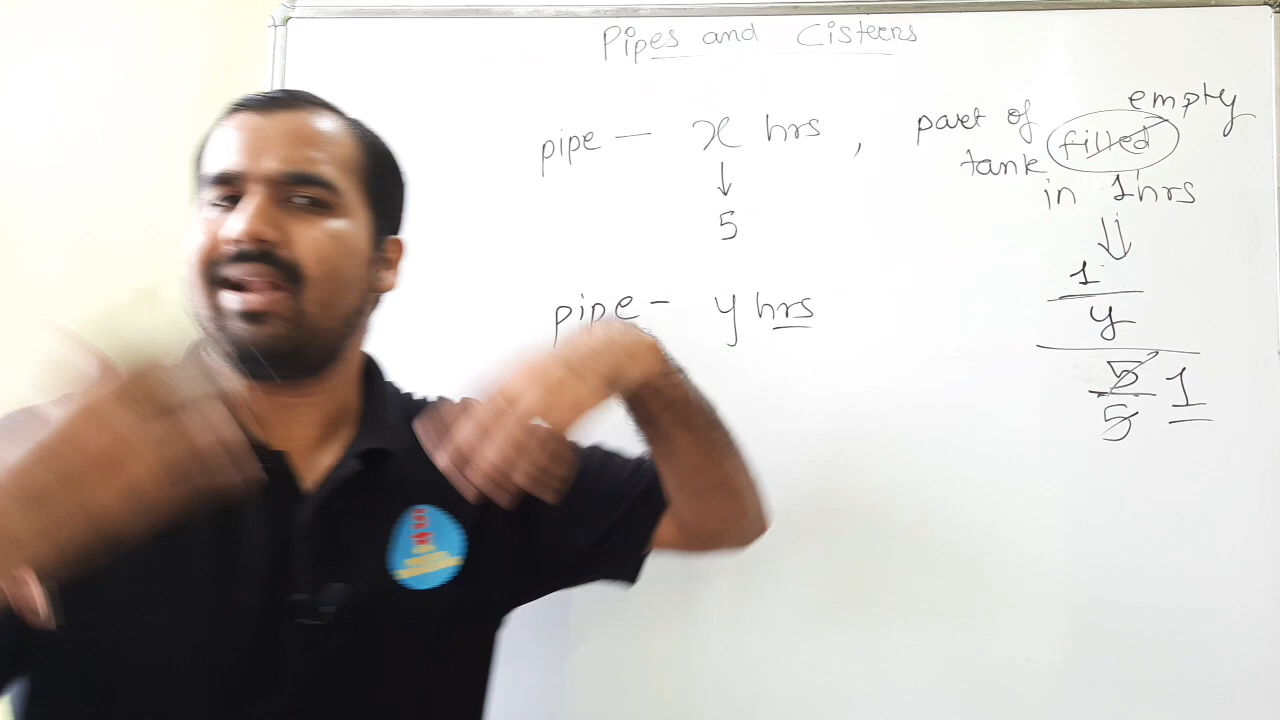 Pipes and Cisterns
pipe — x hrs , part of filled empty
tank
in 1 hrs
↓
5
⇓
1
y
pipe - y hrs
5
5
1